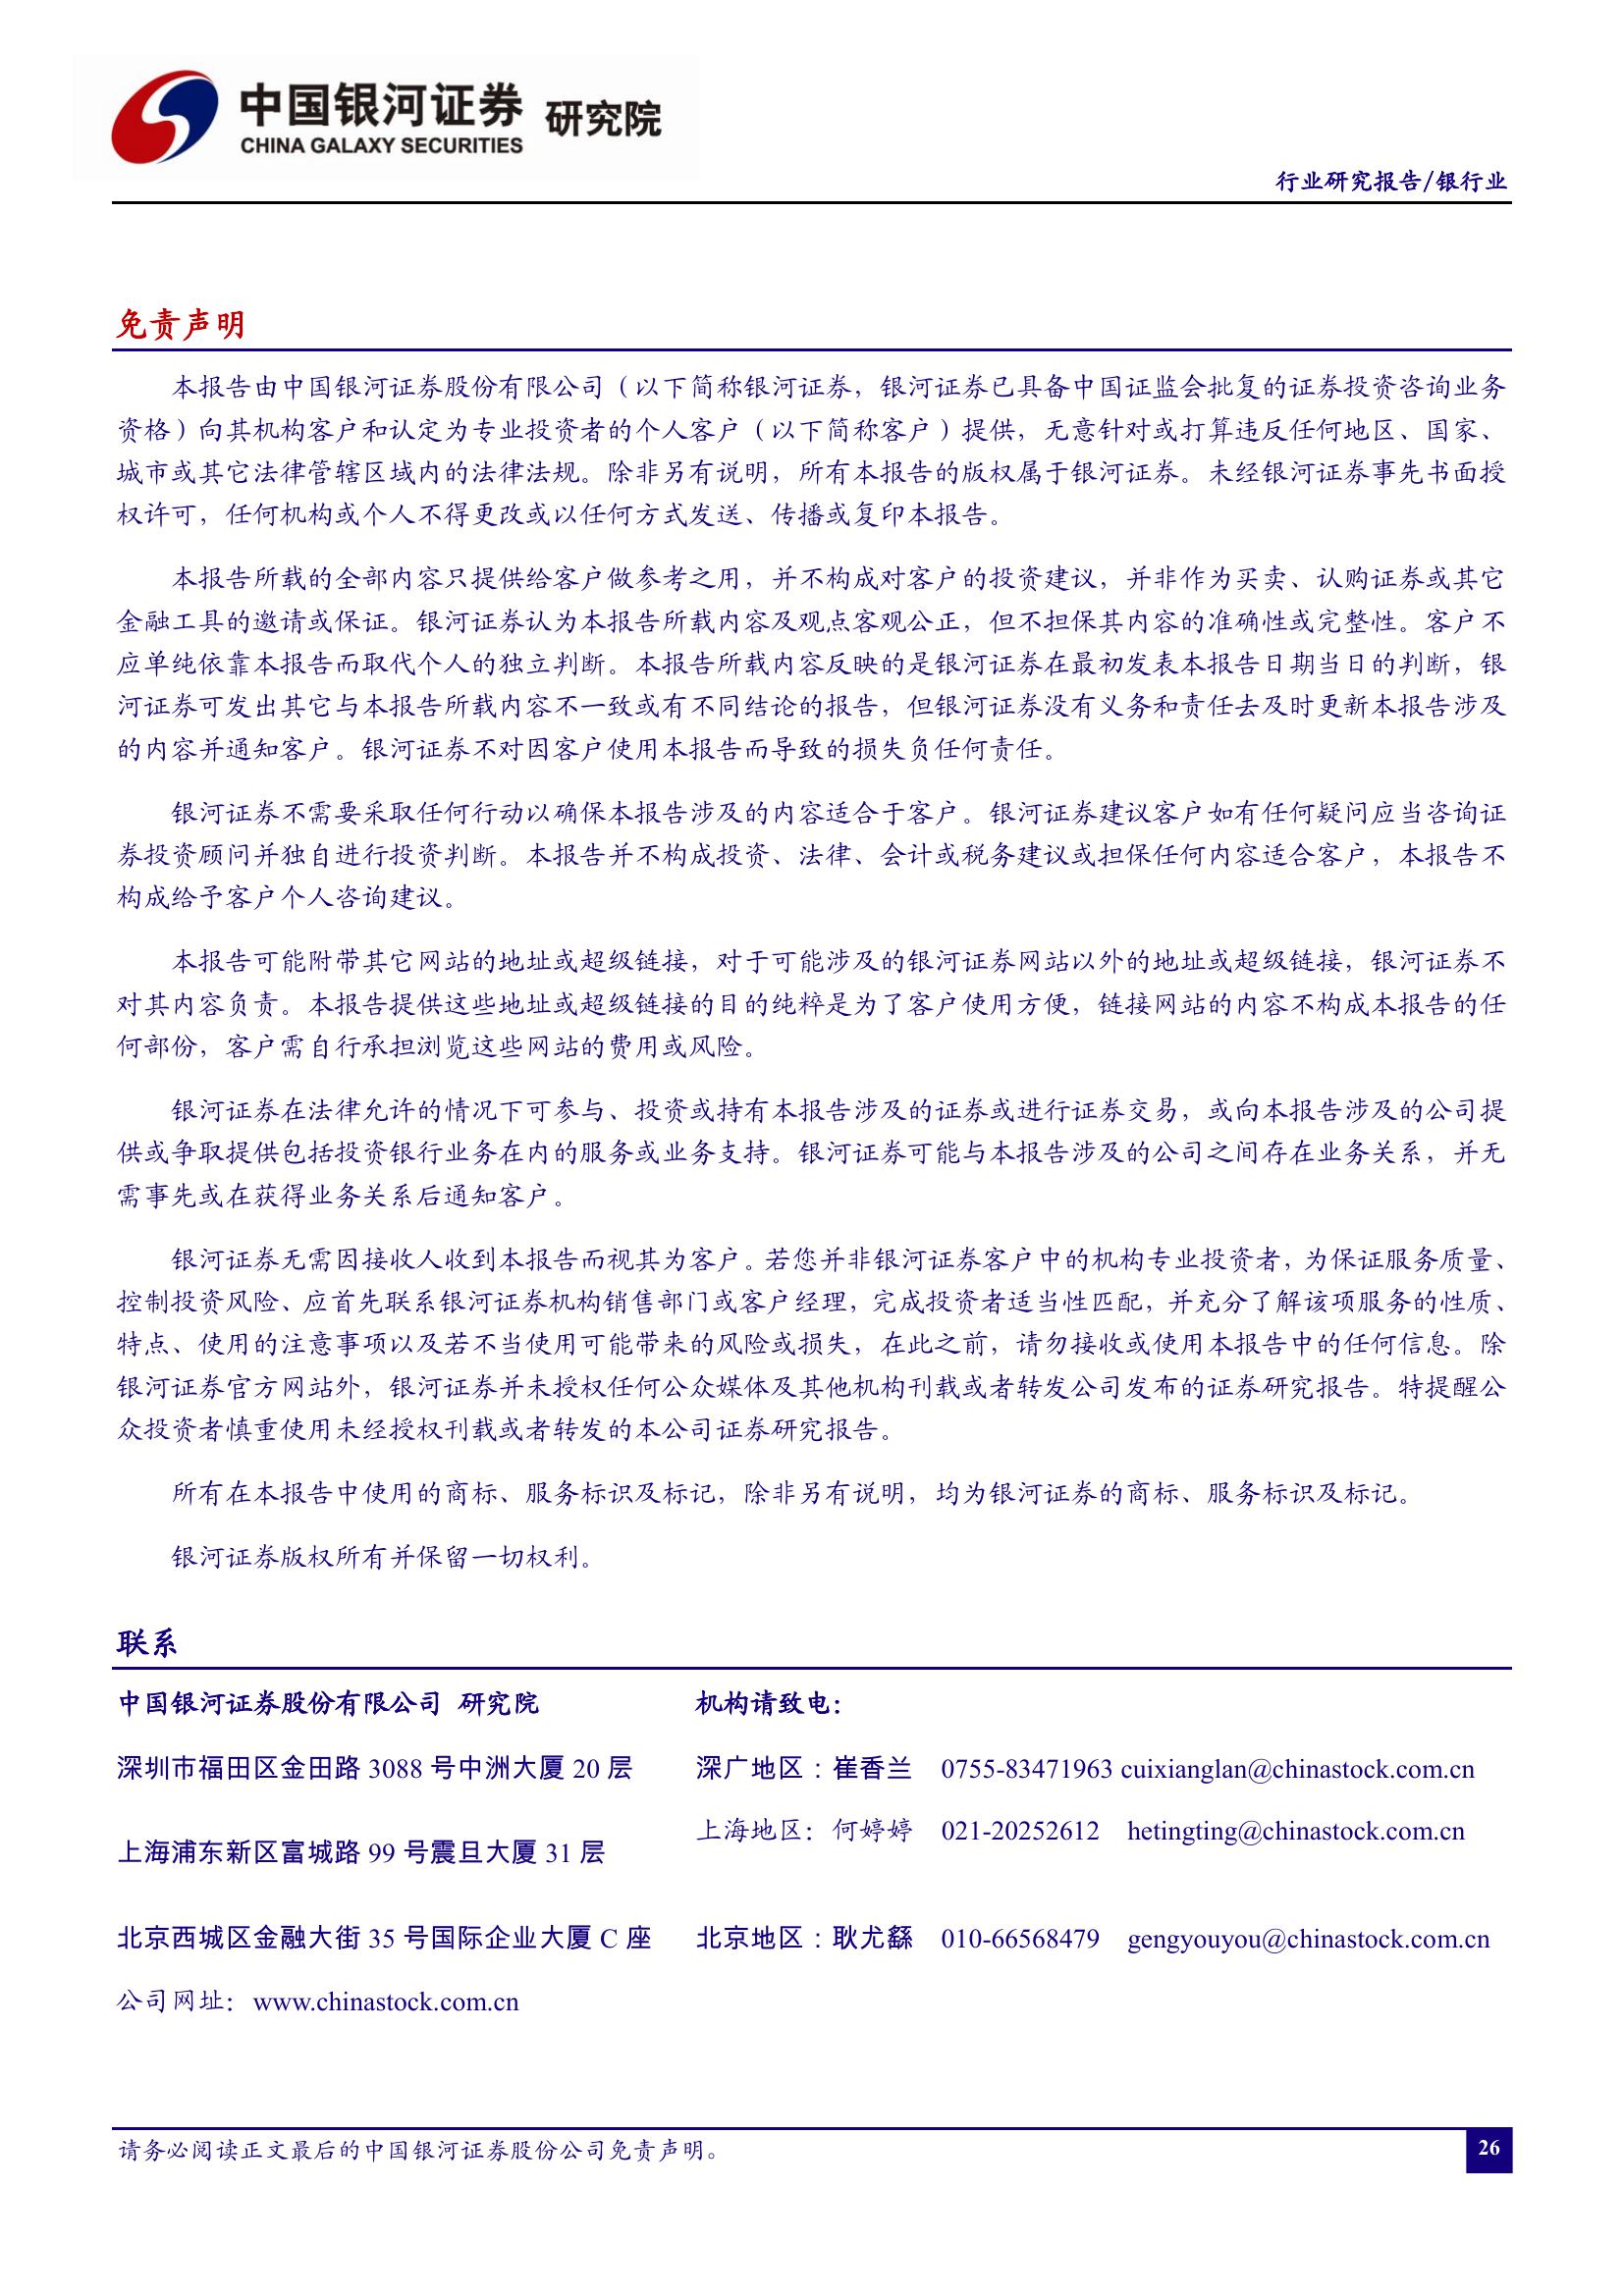 中国银河证券 研究院
CHINA GALAXY SECURITIES
行业研究报告/银行业
免责声明
本报告由中国银河证券股份有限公司（以下简称银河证券，银河证券已具备中国证监会批复的证券投资咨询业务
资格）向其机构客户和认定为专业投资者的个人客户（以下简称客户）提供，无意针对或打算违反任何地区、国家、
城市或其它法律管辖区域内的法律法规。除非另有说明，所有本报告的版权属于银河证券。未经银河证券事先书面授
权许可，任何机构或个人不得更改或以任何方式发送、传播或复印本报告。
本报告所载的全部内容只提供给客户做参考之用，并不构成对客户的投资建议，并非作为买卖、认购证券或其它
金融工具的邀请或保证。银河证券认为本报告所载内容及观点客观公正，但不担保其内容的准确性或完整性。客户不
应单纯依靠本报告而取代个人的独立判断。本报告所载内容反映的是银河证券在最初发表本报告日期当日的判断，银
河证券可发出其它与本报告所载内容不一致或有不同结论的报告，但银河证券没有义务和责任去及时更新本报告涉及
的内容并通知客户。银河证券不对因客户使用本报告而导致的损失负任何责任。
银河证券不需要采取任何行动以确保本报告涉及的内容适合于客户。银河证券建议客户如有任何疑问应当咨询证
券投资顾问并独自进行投资判断。本报告并不构成投资、法律、会计或税务建议或担保任何内容适合客户，本报告不
构成给予客户个人咨询建议。
本报告可能附带其它网站的地址或超级链接，对于可能涉及的银河证券网站以外的地址或超级链接，银河证券不
对其内容负责。本报告提供这些地址或超级链接的目的纯粹是为了客户使用方便，链接网站的内容不构成本报告的任
何部份，客户需自行承担浏览这些网站的费用或风险。
银河证券在法律允许的情况下可参与、投资或持有本报告涉及的证券或进行证券交易，或向本报告涉及的公司提
供或争取提供包括投资银行业务在内的服务或业务支持。银河证券可能与本报告涉及的公司之间存在业务关系，并无
需事先或在获得业务关系后通知客户。
银河证券无需因接收人收到本报告而视其为客户。若您并非银河证券客户中的机构专业投资者，为保证服务质量、
控制投资风险、应首先联系银河证券机构销售部门或客户经理，完成投资者适当性匹配，并充分了解该项服务的性质、
特点、使用的注意事项以及若不当使用可能带来的风险或损失，在此之前，请勿接收或使用本报告中的任何信息。除
银河证券官方网站外，银河证券并未授权任何公众媒体及其他机构刊载或者转发公司发布的证券研究报告。特提醒公
众投资者慎重使用未经授权刊载或者转发的本公司证券研究报告。
所有在本报告中使用的商标、服务标识及标记，除非另有说明，均为银河证券的商标、服务标识及标记。
银河证券版权所有并保留一切权利。
联系
中国银河证券股份有限公司 研究院 机构请致电：
深圳市福田区金田路 3088 号中洲大厦 20 层 深广地区：崔香兰 0755-83471963 cuixianglan@chinastock.com.cn
上海地区：何婷婷 021-20252612 hetingting@chinastock.com.cn
上海浦东新区富城路 99 号震旦大厦 31 层
北京西城区金融大街 35 号国际企业大厦 C 座 北京地区：耿尤繇 010-66568479 gengyouyou@chinastock.com.cn
公司网址：www.chinastock.com.cn
请务必阅读正文最后的中国银河证券股份公司免责声明。 26